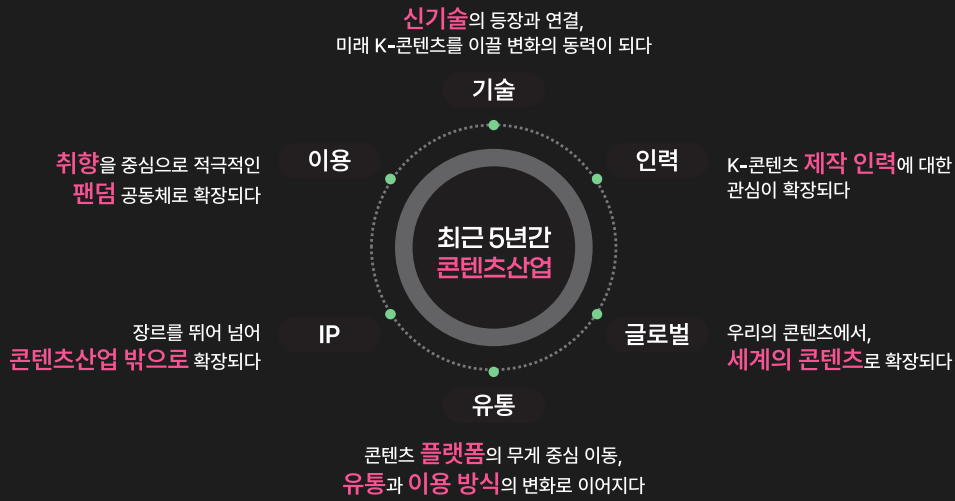 신기술의 등장과 연결,
미래 K-콘텐츠를 이끌 변화의 동력이 되다
기술
이용
취향을 중심으로 적극적인
팬덤 공동체로 확장되다
인력
K-콘텐츠 제작 인력에 대한
관심이 확장되다
최근 5년간
콘텐츠산업
IP
장르를 뛰어 넘어
콘텐츠산업 밖으로 확장되다
글로벌
우리의 콘텐츠에서,
세계의 콘텐츠로 확장되다
유통
콘텐츠 플랫폼의 무게 중심 이동,
유통과 이용 방식의 변화로 이어지다